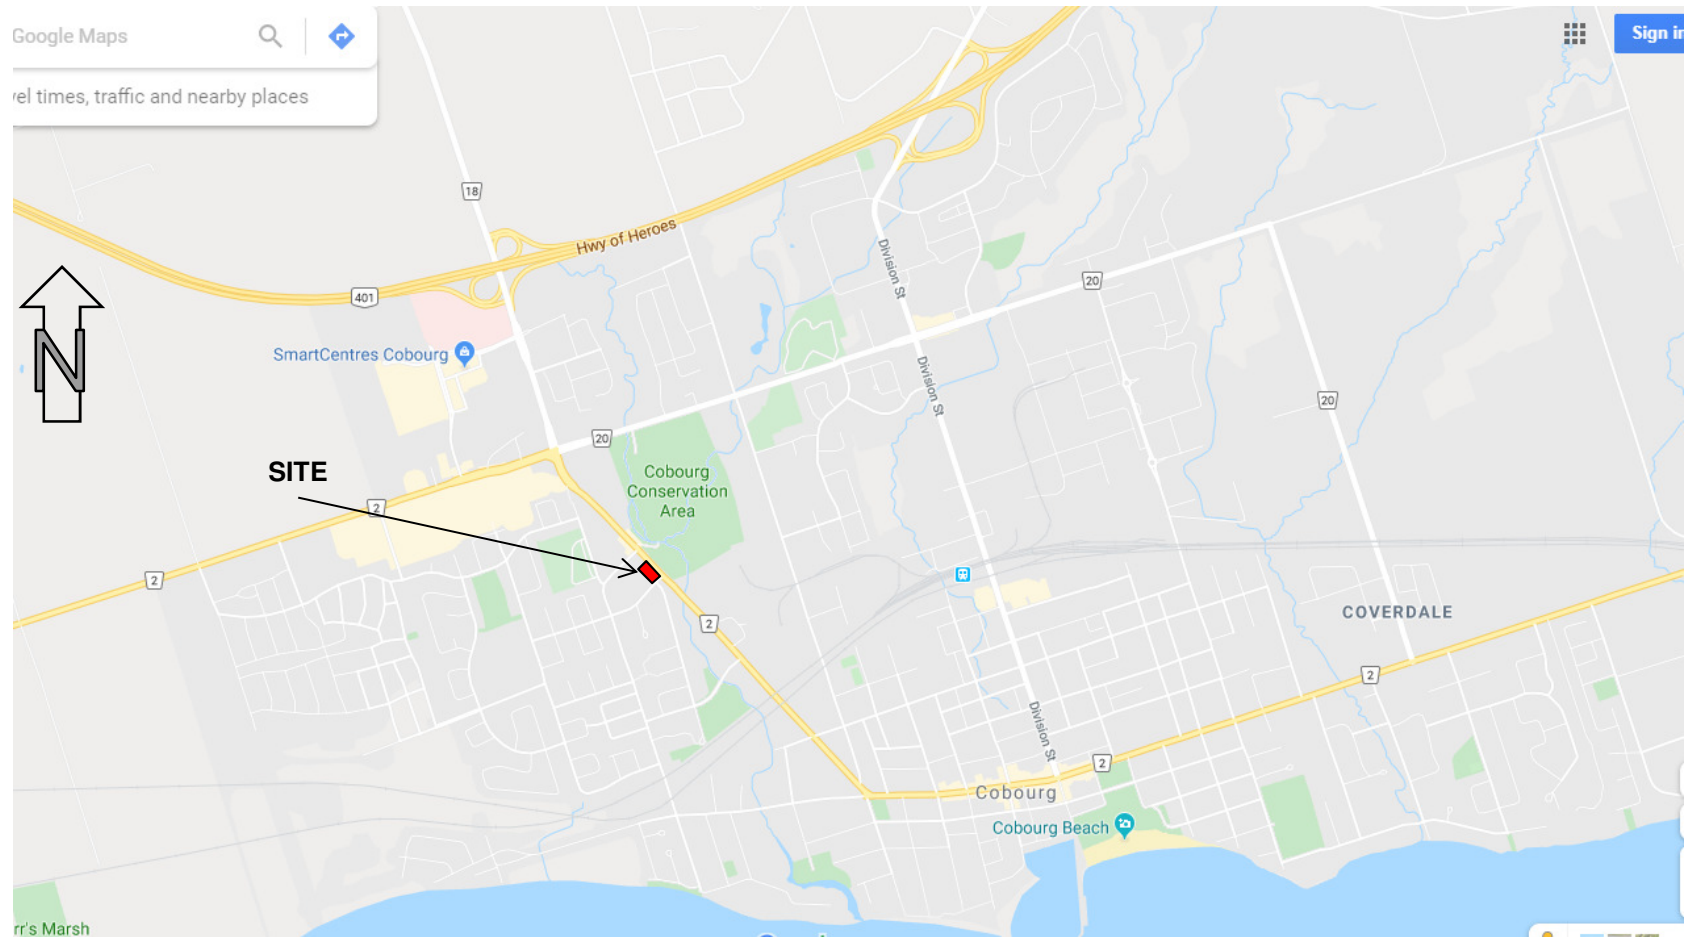 Google Maps
Sign in
vel times, traffic and nearby places
18
Hwy of Heroes
Division St
401
20
N
SmartCentres Cobourg
Division St
20
20
SITE
Cobourg
Conservation
Area
2
2
2
COVERDALE
2
Division St
2
Cobourg
Cobourg Beach
rr's Marsh